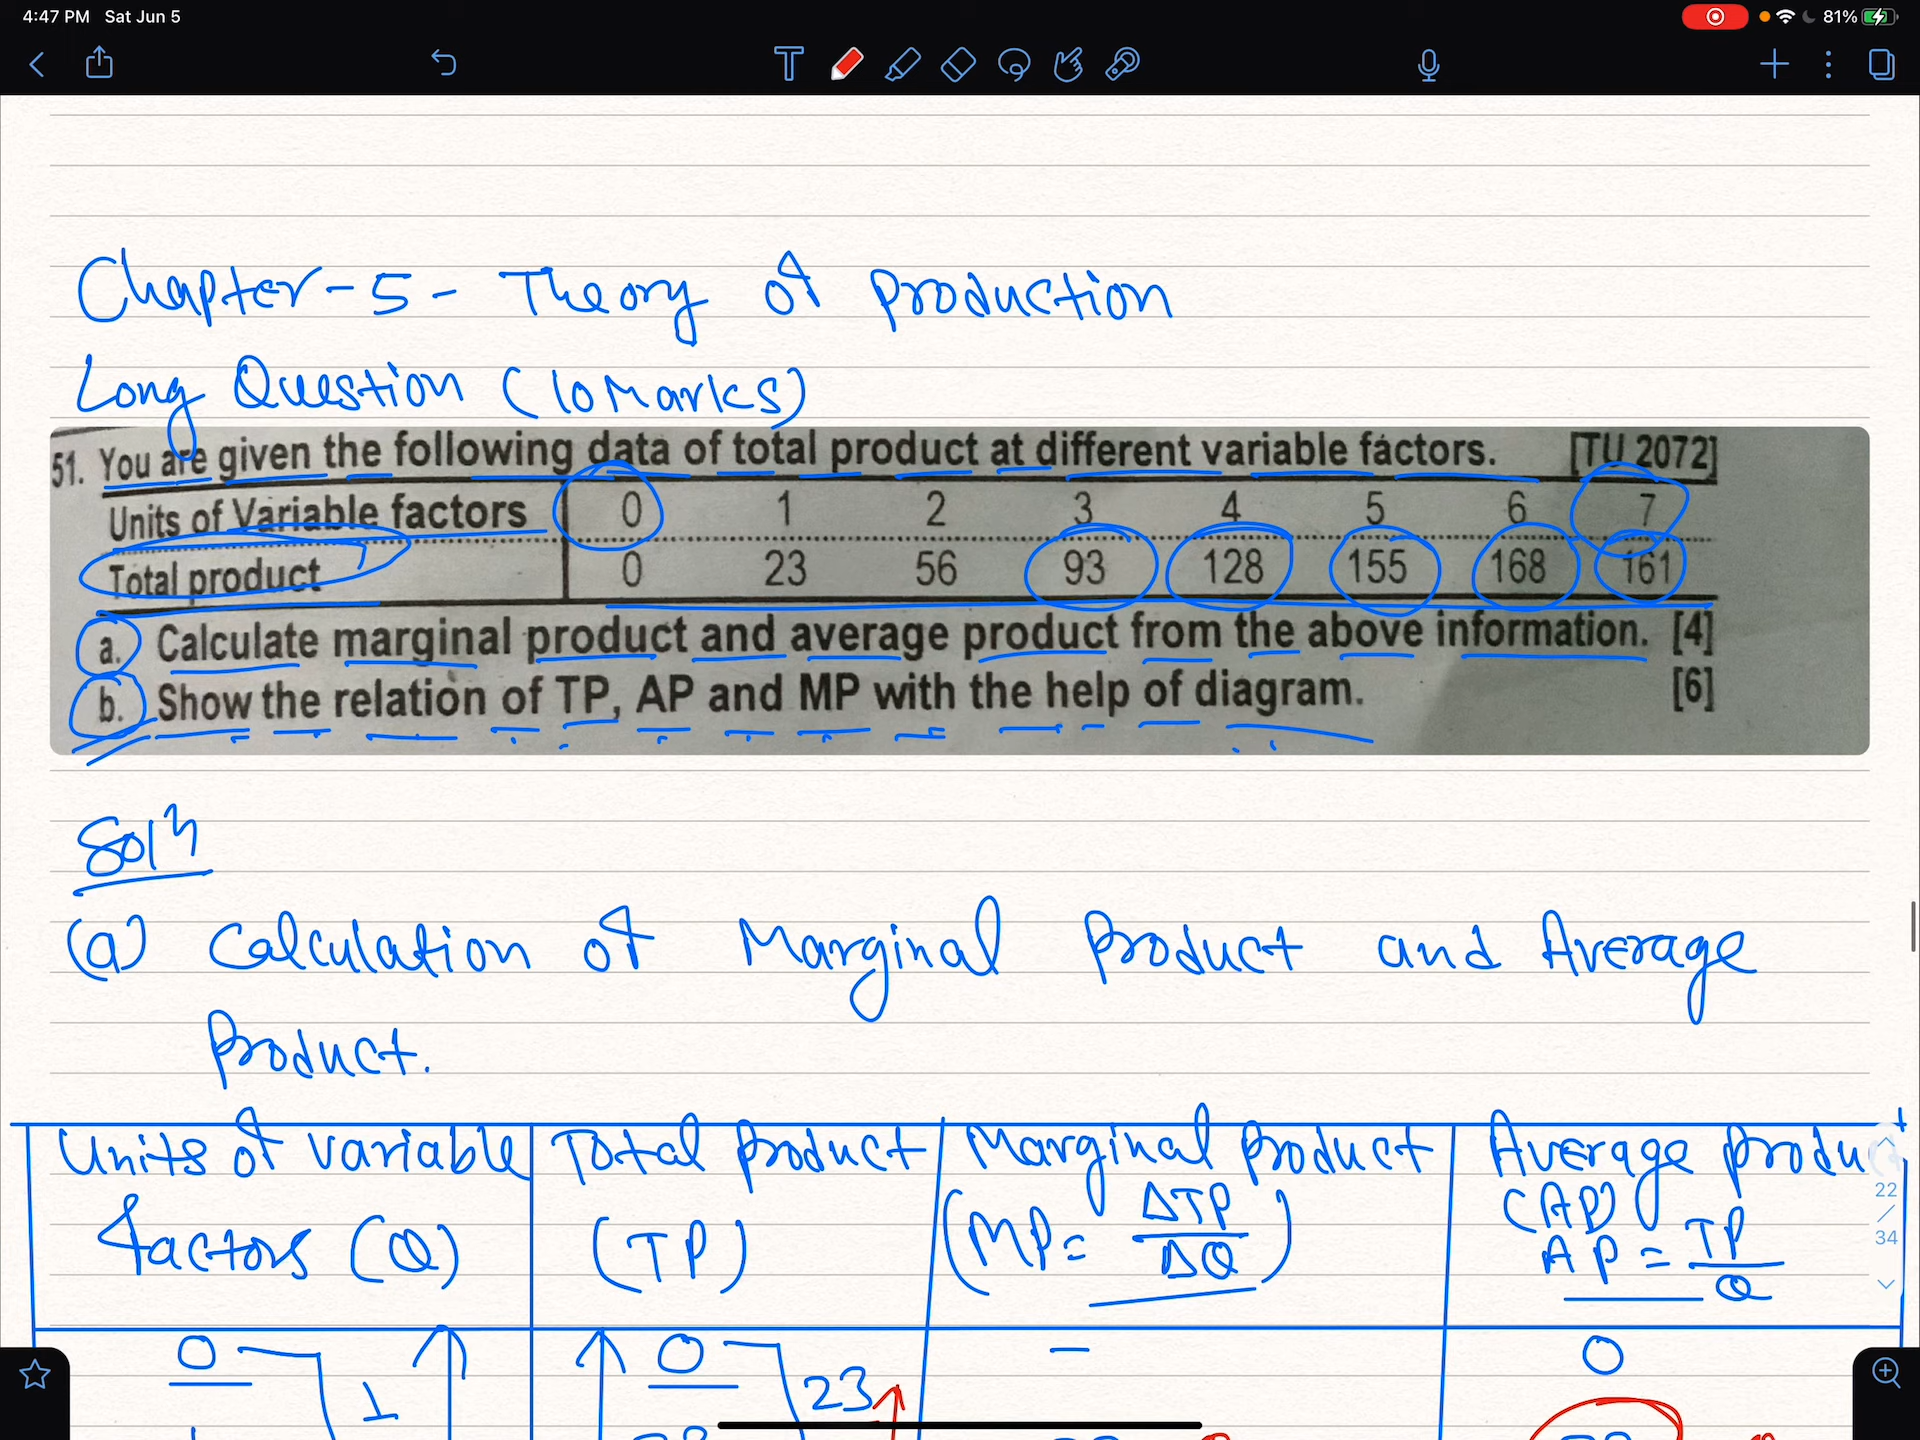 4:47 PM Sat Jun 5
81%
Chapter-5- Theory of production
Long Question (10 Marks)
51. You are given the following data of total product at different variable factors. [TU 2072]
Units of Variable factors 0 1 2 3 4 5 6 7
Total product 0 23 56 93 128 155 168 161
a. Calculate marginal product and average product from the above information. [4]
b. Show the relation of TP, AP and MP with the help of diagram. [6]
Solⁿ
(a) Calculation of Marginal Product and Average
Product.
Units of variable factors (Q)
Total product (TP)
Marginal product (MP = ΔTP/ΔQ)
Average product (AP) AP = TP/Q
22
/
34
0 1 0 23 - 0